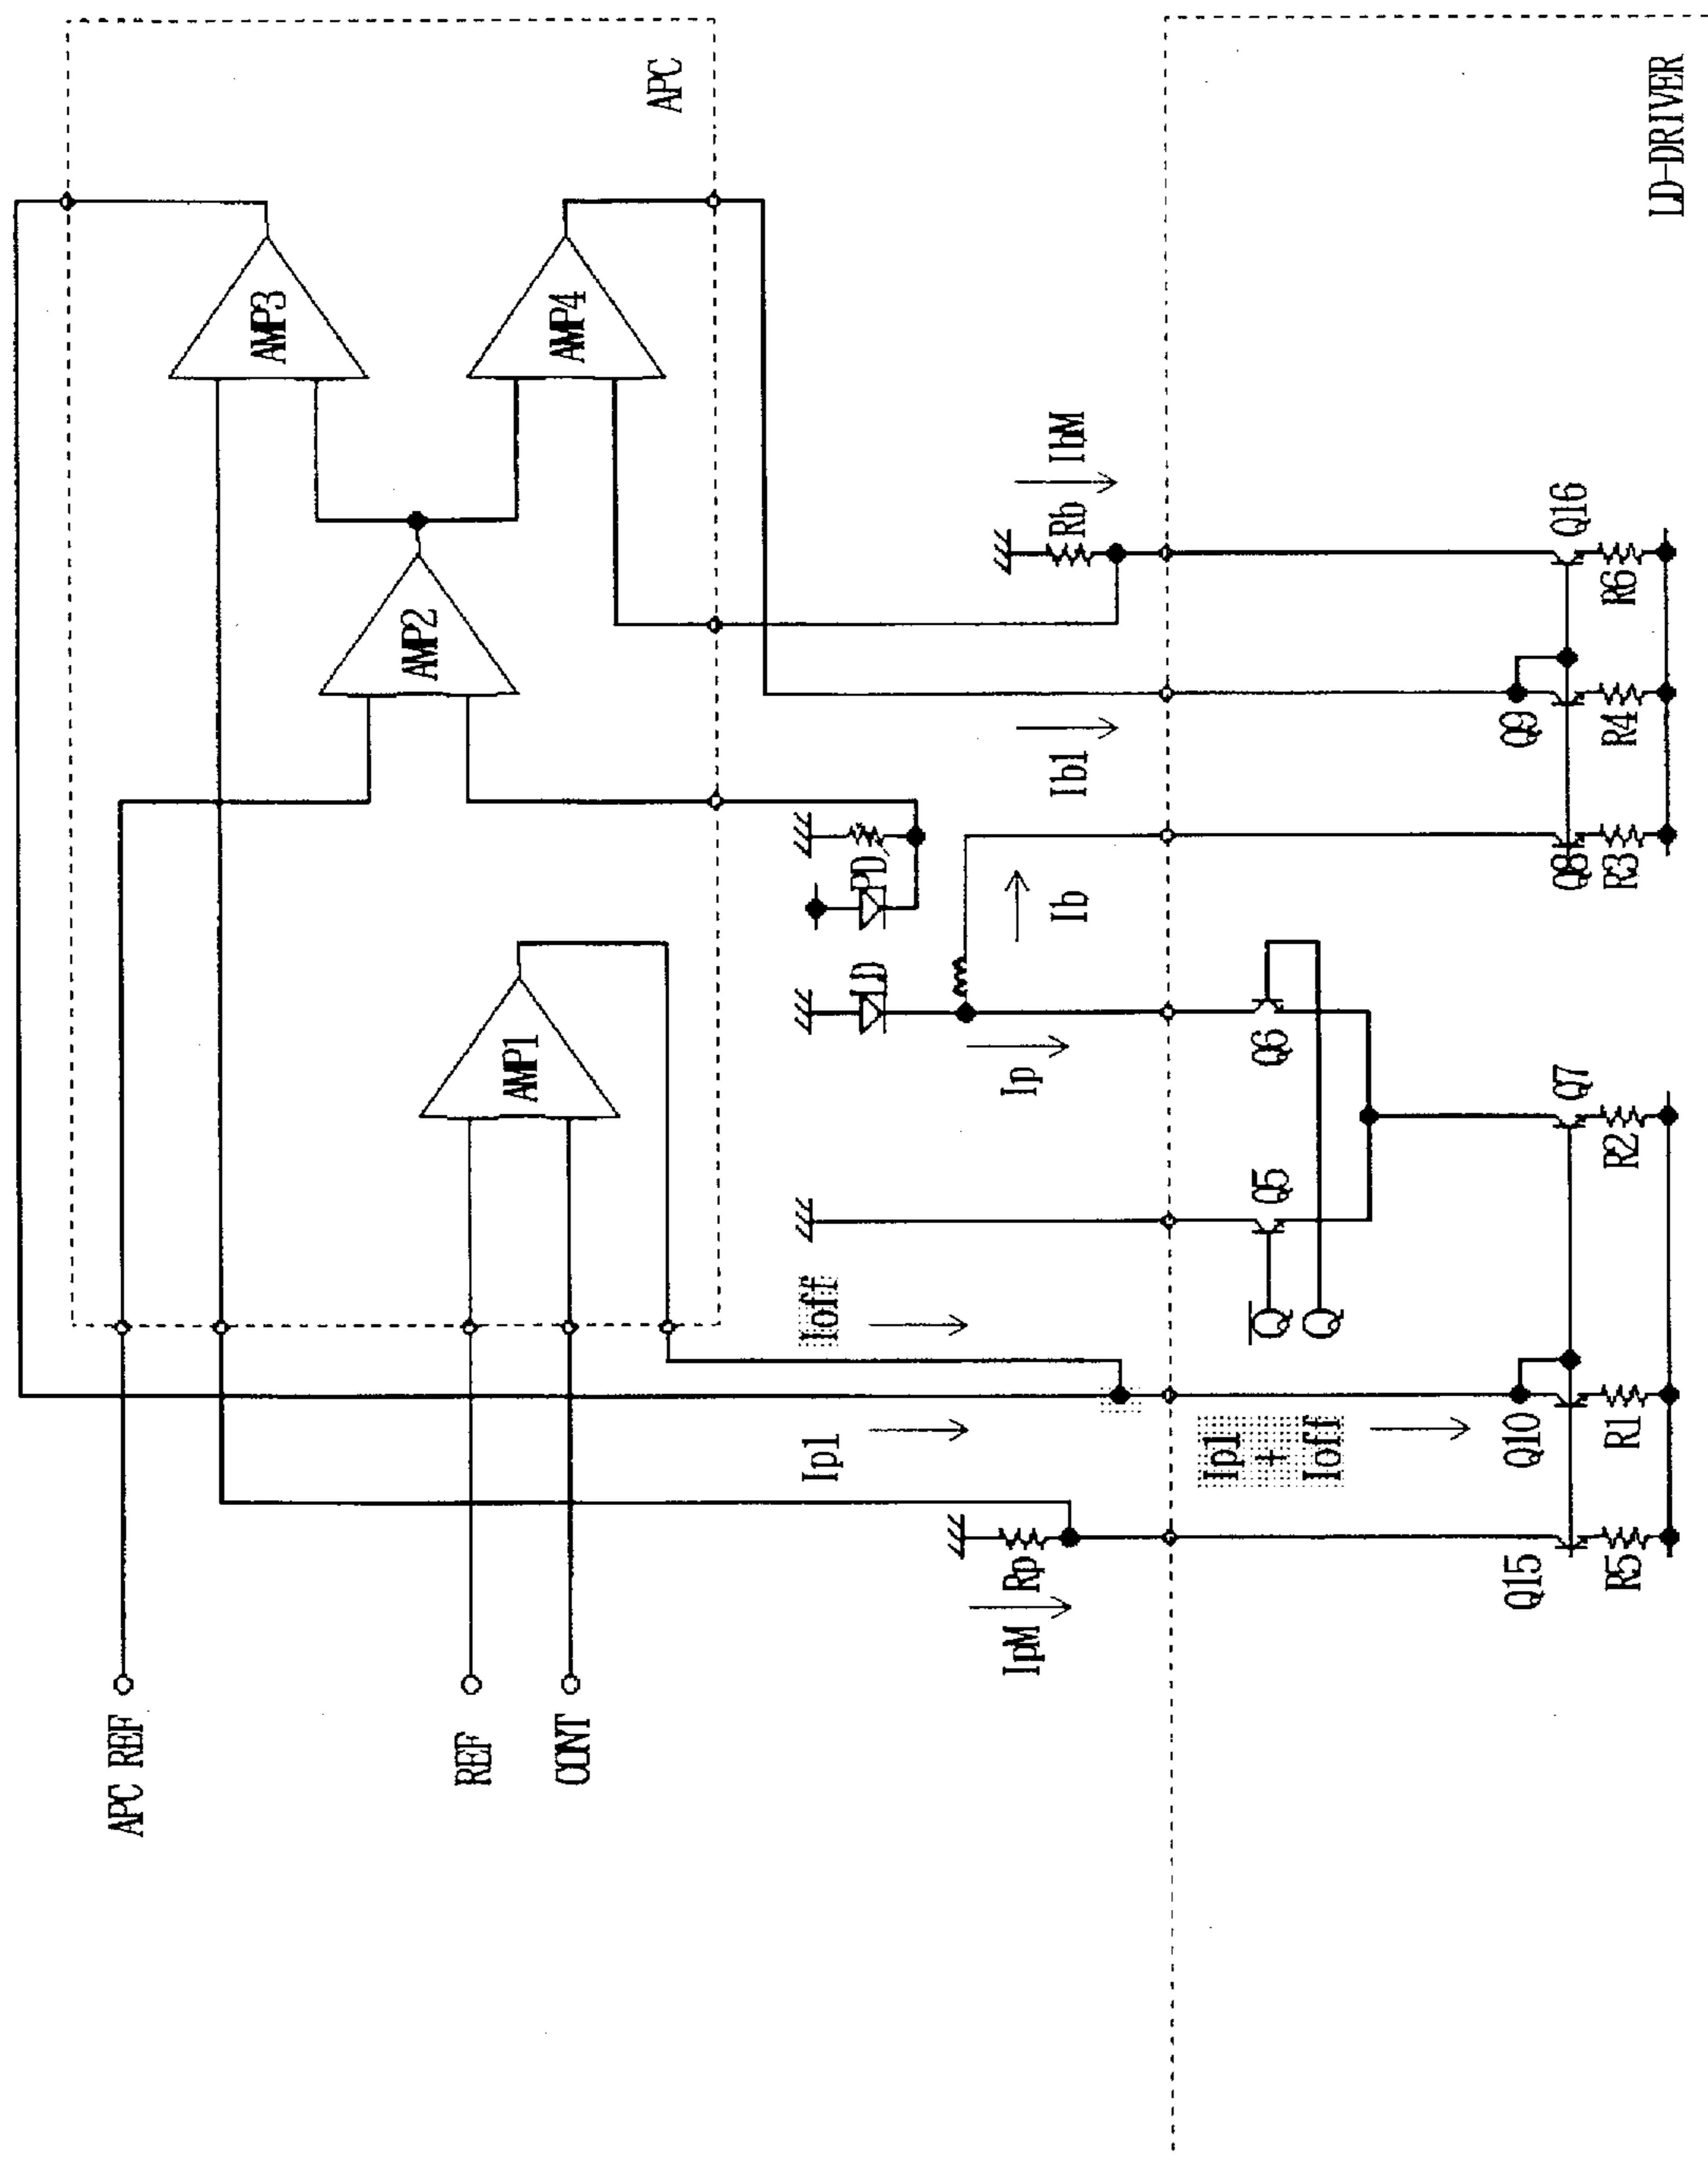 APC
LD-DRIVER
AMP3
AMP4
AMP2
AMP1
IbM
Rb
Q16
R6
Q9
R4
Ib1
Q8
R3
PD
Ib
LD
Ip
Q6
Q7
R2
Q5
Q
Q
Ioff
Ip1
Ip1
+
Ioff
Q10
R1
Rp
IpM
Q15
R5
APC REF
REF
CONT